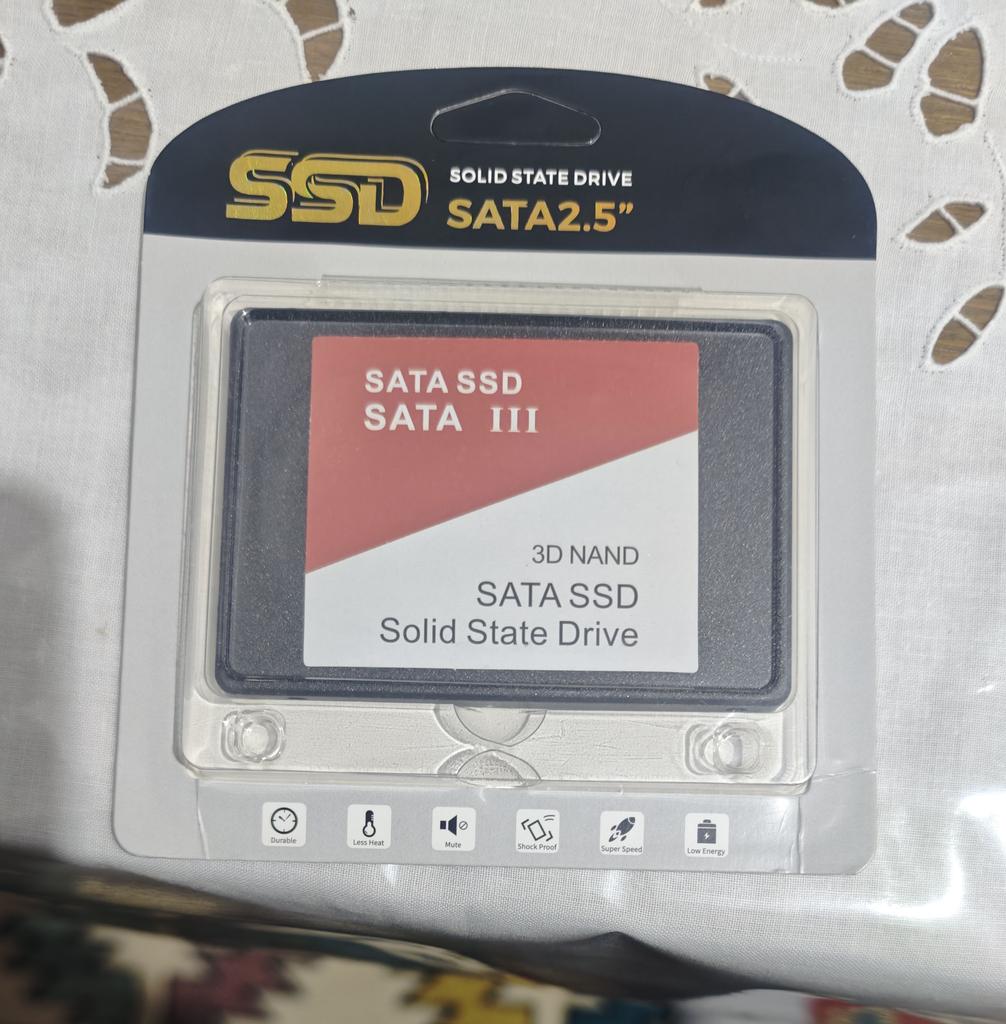 SSD
SOLID STATE DRIVE
SATA2.5”
SATA SSD
SATA III
3D NAND
SATA SSD
Solid State Drive
Durable
Less Heat
Mute
Shock Proof
Super Speed
Low Energy